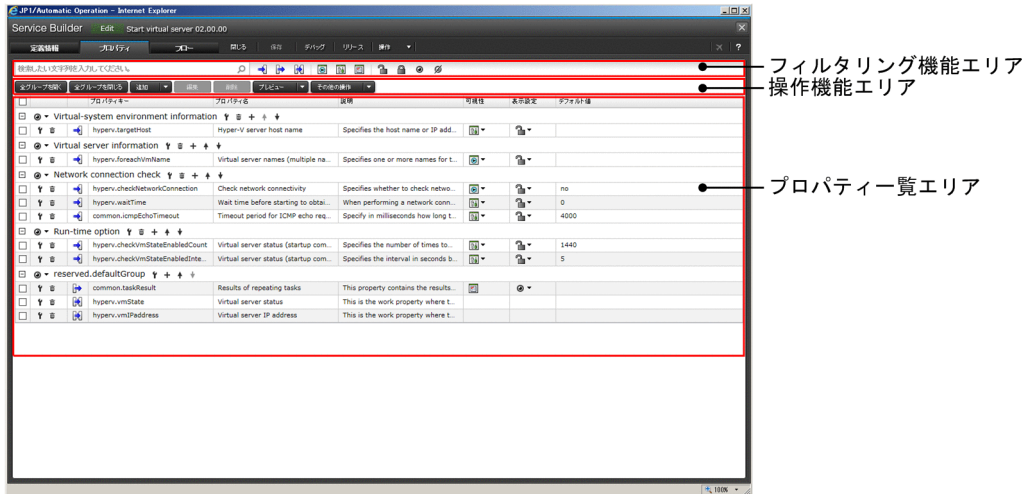 JP1/Automatic Operation - Internet Explorer
Service Builder Edit Start virtual server 02.00.00
定義情報 プロパティ フロー 閉じる 保存 デバッグ リリース 操作 ?
検索したい文字列を入力してください。
フィルタリング機能エリア
全グループを開く 全グループを閉じる 追加 編集 削除 プレビュー その他の操作
操作機能エリア
プロパティキー プロパティ名 説明 可視性 表示設定 デフォルト値
Virtual-system environment information
hyperv.targetHost Hyper-V server host name Specifies the host name or IP add...
Virtual server information
hyperv.foreachVmName Virtual server names (multiple na... Specifies one or more names for t...
Network connection check
hyperv.checkNetworkConnection Check network connectivity Specifies whether to check netwo... no
プロパティ一覧エリア
hyperv.waitTime Wait time before starting to obtai... When performing a network conn... 0
common.icmpEchoTimeout Timeout period for ICMP echo req... Specify in milliseconds how long t... 4000
Run-time option
hyperv.checkVmStateEnabledCount Virtual server status (startup com... Specifies the number of times to... 1440
hyperv.checkVmStateEnabledInte... Virtual server status (startup com... Specifies the interval in seconds b... 5
reserved.defaultGroup
common.taskResult Results of repeating tasks This property contains the results...
hyperv.vmState Virtual server status This is the work property where t...
hyperv.vmIPaddress Virtual server IP address This is the work property where t...
100%